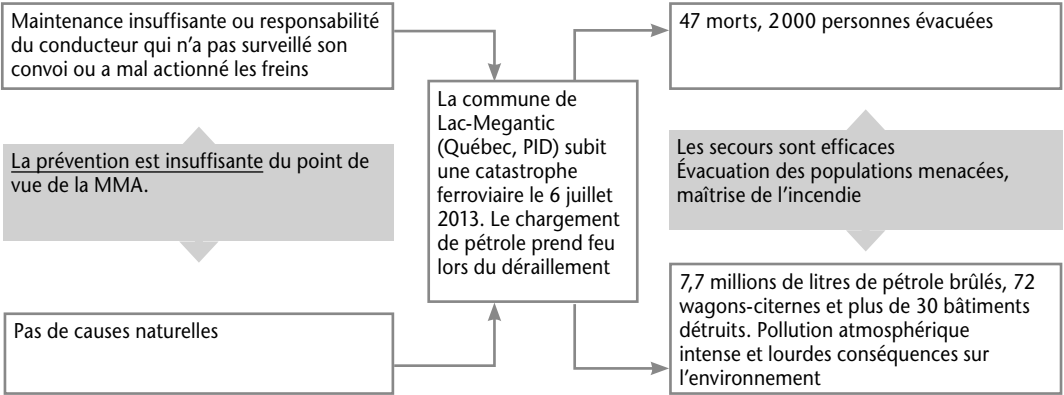 Maintenance insuffisante ou responsabilité
du conducteur qui n'a pas surveillé son
convoi ou a mal actionné les freins
La prévention est insuffisante du point de
vue de la MMA.
Pas de causes naturelles
La commune de
Lac-Megantic
(Québec, PID) subit
une catastrophe
ferroviaire le 6 juillet
2013. Le chargement
de pétrole prend feu
lors du déraillement
47 morts, 2 000 personnes évacuées
Les secours sont efficaces
Évacuation des populations menacées,
maîtrise de l'incendie
7,7 millions de litres de pétrole brûlés, 72
wagons-citernes et plus de 30 bâtiments
détruits. Pollution atmosphérique
intense et lourdes conséquences sur
l'environnement